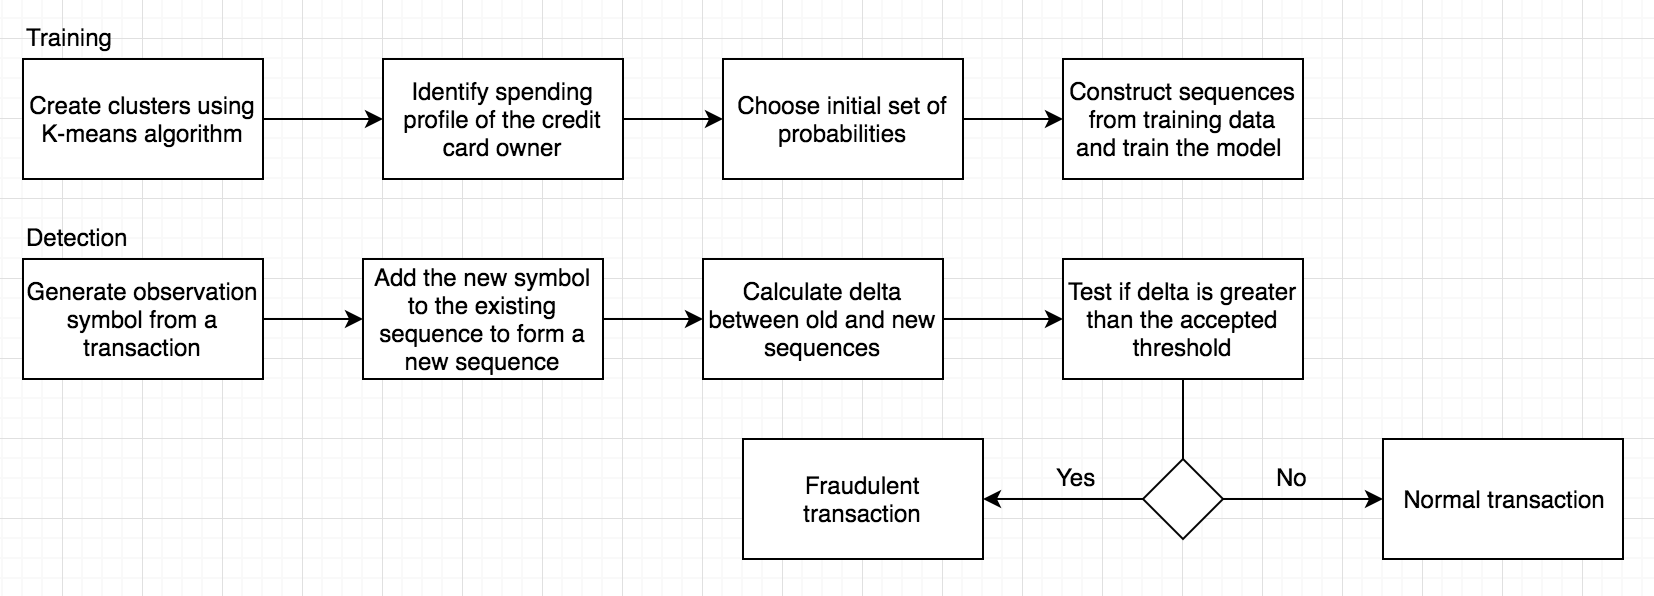 Training
Create clusters using
K-means algorithm
Identify spending
profile of the credit
card owner
Choose initial set of
probabilities
Construct sequences
from training data
and train the model
Detection
Generate observation
symbol from a
transaction
Add the new symbol
to the existing
sequence to form a
new sequence
Calculate delta
between old and new
sequences
Test if delta is greater
than the accepted
threshold
Yes
No
Fraudulent
transaction
Normal transaction